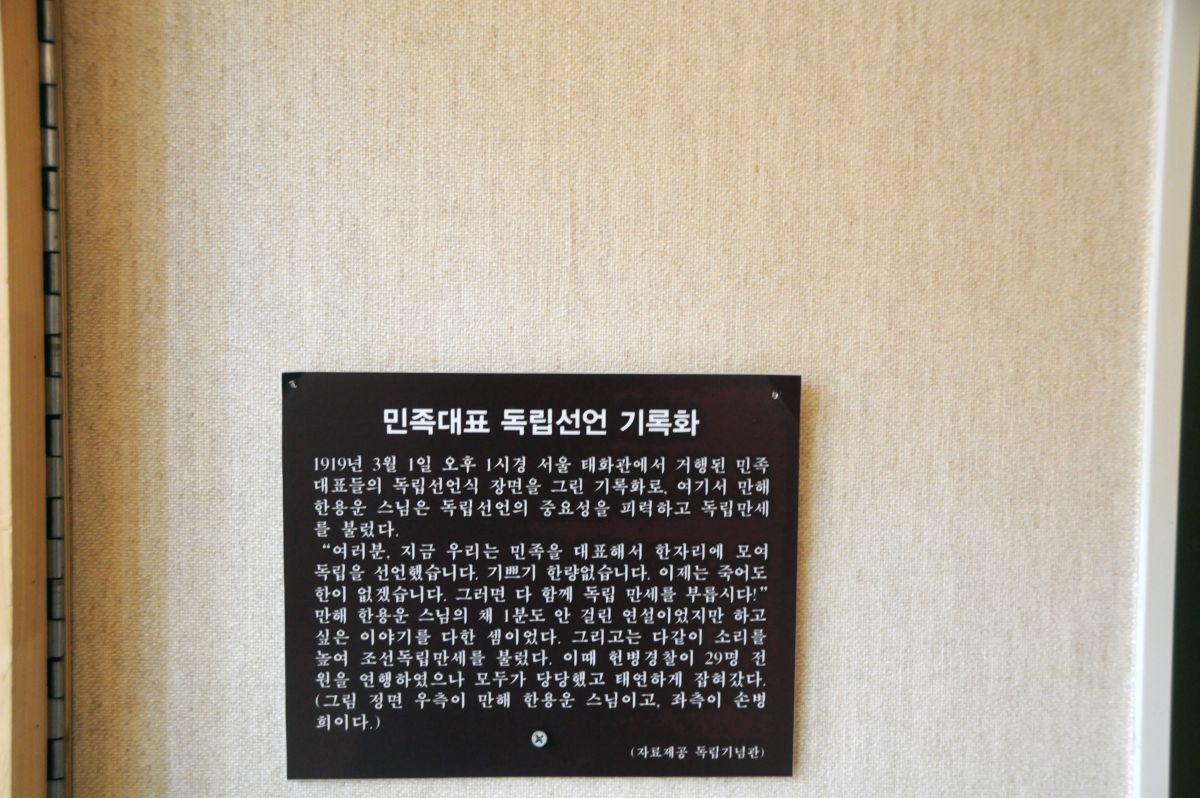 민족대표 독립선언 기록화
1919년 3월 1일 오후 1시경 서울 태화관에서 거행된 민족
대표들의 독립선언식 장면을 그린 기록화로, 여기서 만해
한용운 스님은 독립선언의 중요성을 피력하고 독립만세
를 불렀다.
“여러분, 지금 우리는 민족을 대표해서 한자리에 모여
독립을 선언했습니다. 기쁘기 한량없습니다. 이제는 죽어도
한이 없겠습니다. 그러면 다 함께 독립 만세를 부릅시다!”
만해 한용운 스님의 채 1분도 안 걸린 연설이었지만 하고
싶은 이야기를 다한 셈이었다. 그리고는 다같이 소리를
높여 조선독립만세를 불렀다. 이때 헌병경찰이 29명 전
원을 연행하였으나 모두가 당당했고 태연하게 잡혀갔다.
(그림 정면 우측이 만해 한용운 스님이고, 좌측이 손병
희이다.)
(자료제공 독립기념관)